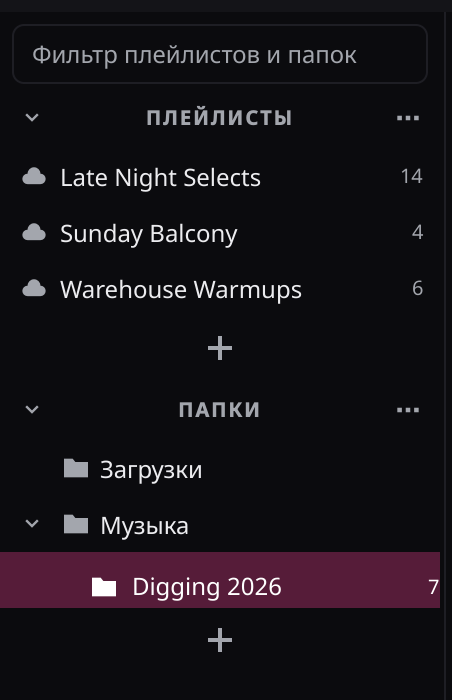 Фильтр плейлистов и папок
ПЛЕЙЛИСТЫ
Late Night Selects 14
Sunday Balcony 4
Warehouse Warmups 6
ПАПКИ
Загрузки
Музыка
Digging 2026 7